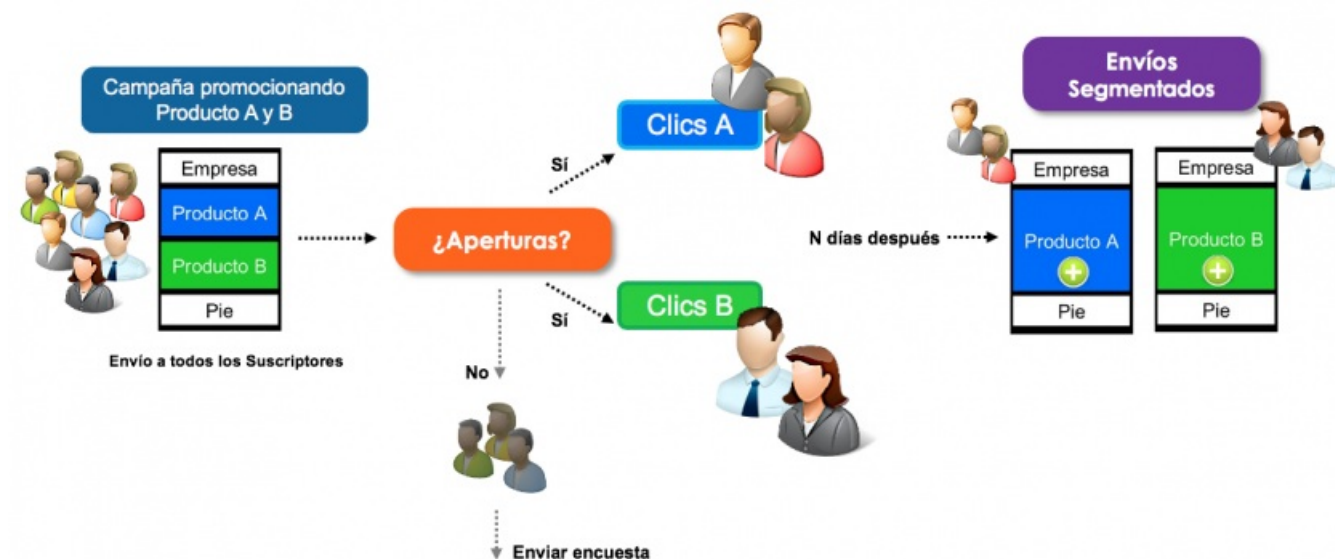 Campaña promocionando
Producto A y B
Empresa
Producto A
Producto B
Pie
Envío a todos los Suscriptores
¿Aperturas?
Sí
Clics A
Sí
Clics B
No
Enviar encuesta
N días después
Envíos
Segmentados
Empresa
Producto A
Pie
Empresa
Producto B
Pie